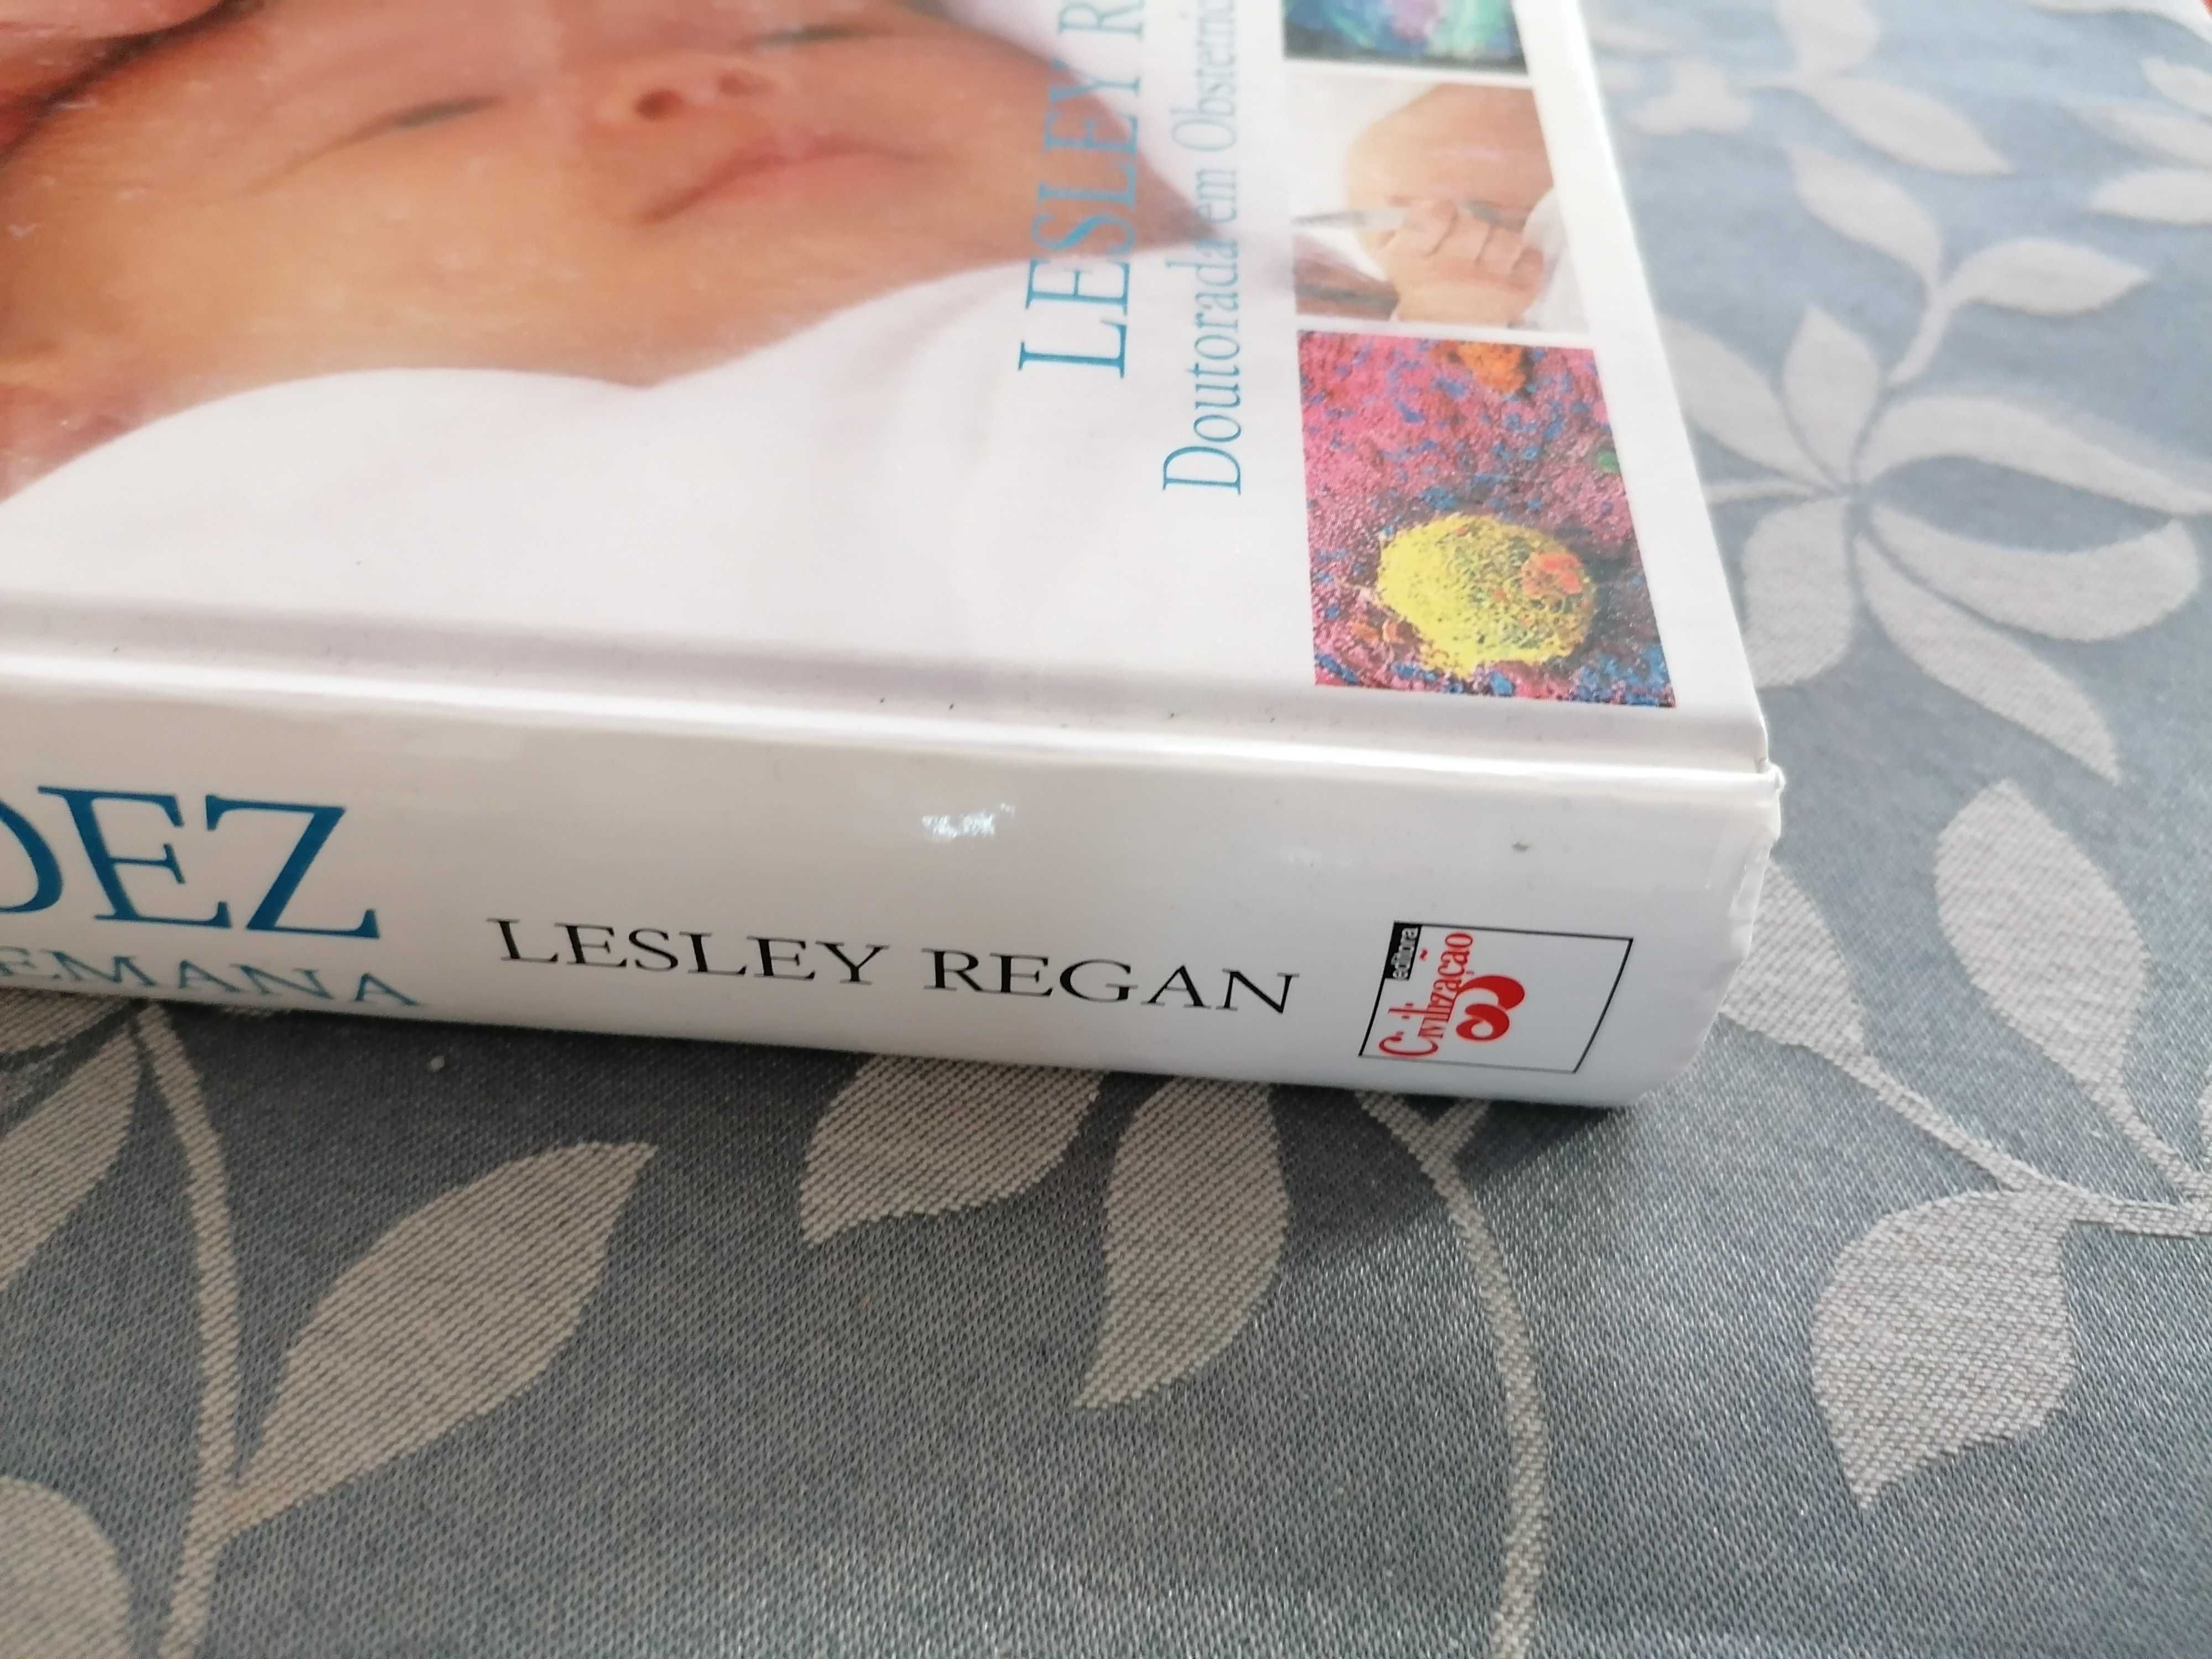 LESLEY R
Doutorada em Obstetríc
DEZ
EMANA
LESLEY REGAN
editora
Civilização